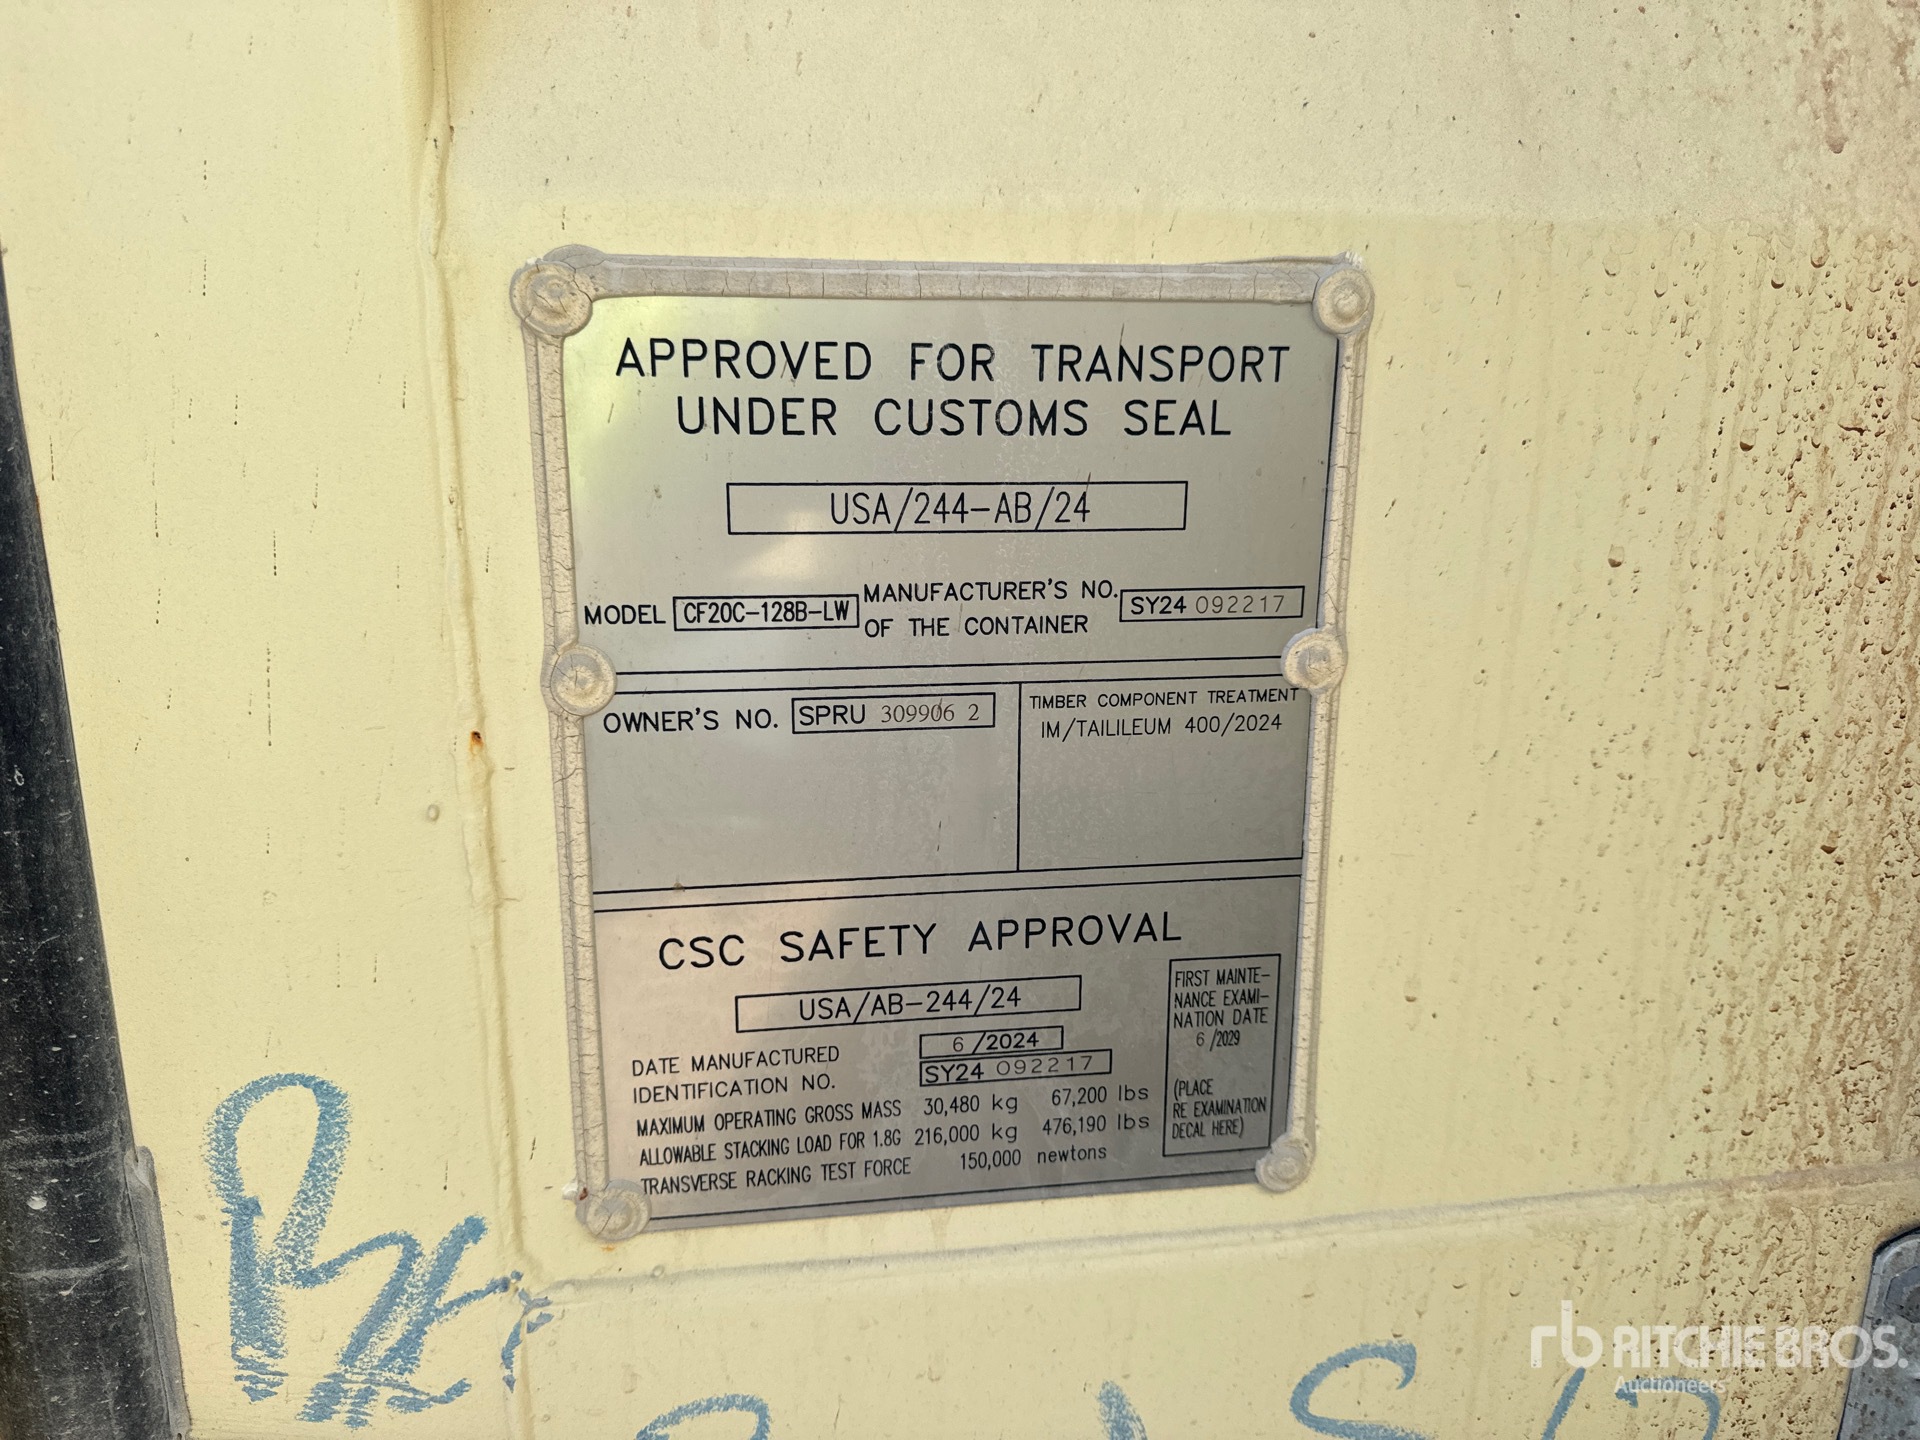 APPROVED FOR TRANSPORT
UNDER CUSTOMS SEAL
USA/244-AB/24
MODEL CF20C-128B-LW MANUFACTURER'S NO. OF THE CONTAINER SY24 092217
OWNER'S NO. SPRU 309906 2
TIMBER COMPONENT TREATMENT
IM/TAILILEUM 400/2024
CSC SAFETY APPROVAL
USA/AB-244/24
DATE MANUFACTURED 6/2024
IDENTIFICATION NO. SY24 092217
MAXIMUM OPERATING GROSS MASS 30,480 kg 67,200 lbs
ALLOWABLE STACKING LOAD FOR 1.8G 216,000 kg 476,190 lbs
TRANSVERSE RACKING TEST FORCE 150,000 newtons
FIRST MAINTE-
NANCE EXAMI-
NATION DATE
6/2029
(PLACE
RE EXAMINATION
DECAL HERE)
rb RITCHIE BROS.
Auctioneers